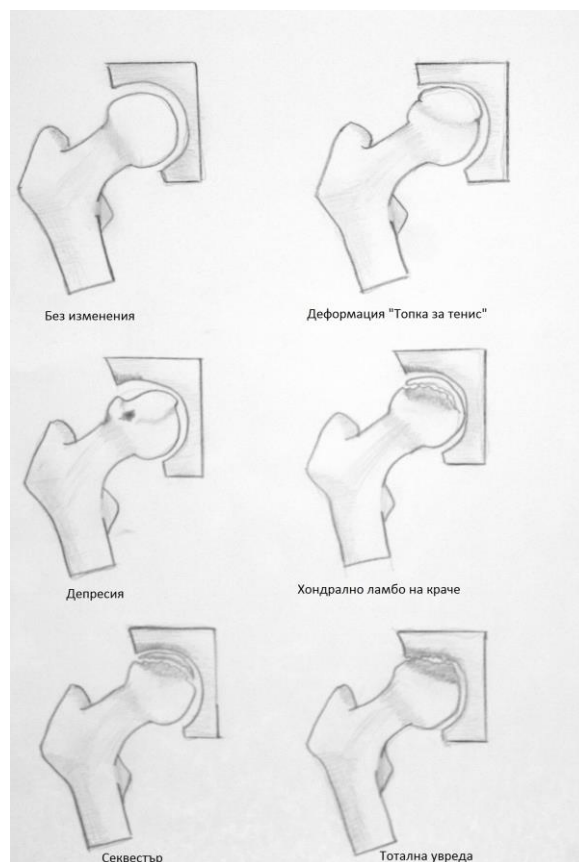 Без изменения
Деформация "Топка за тенис"
Депресия
Хондрално ламбо на краче
Секвестър
Тотална увреда